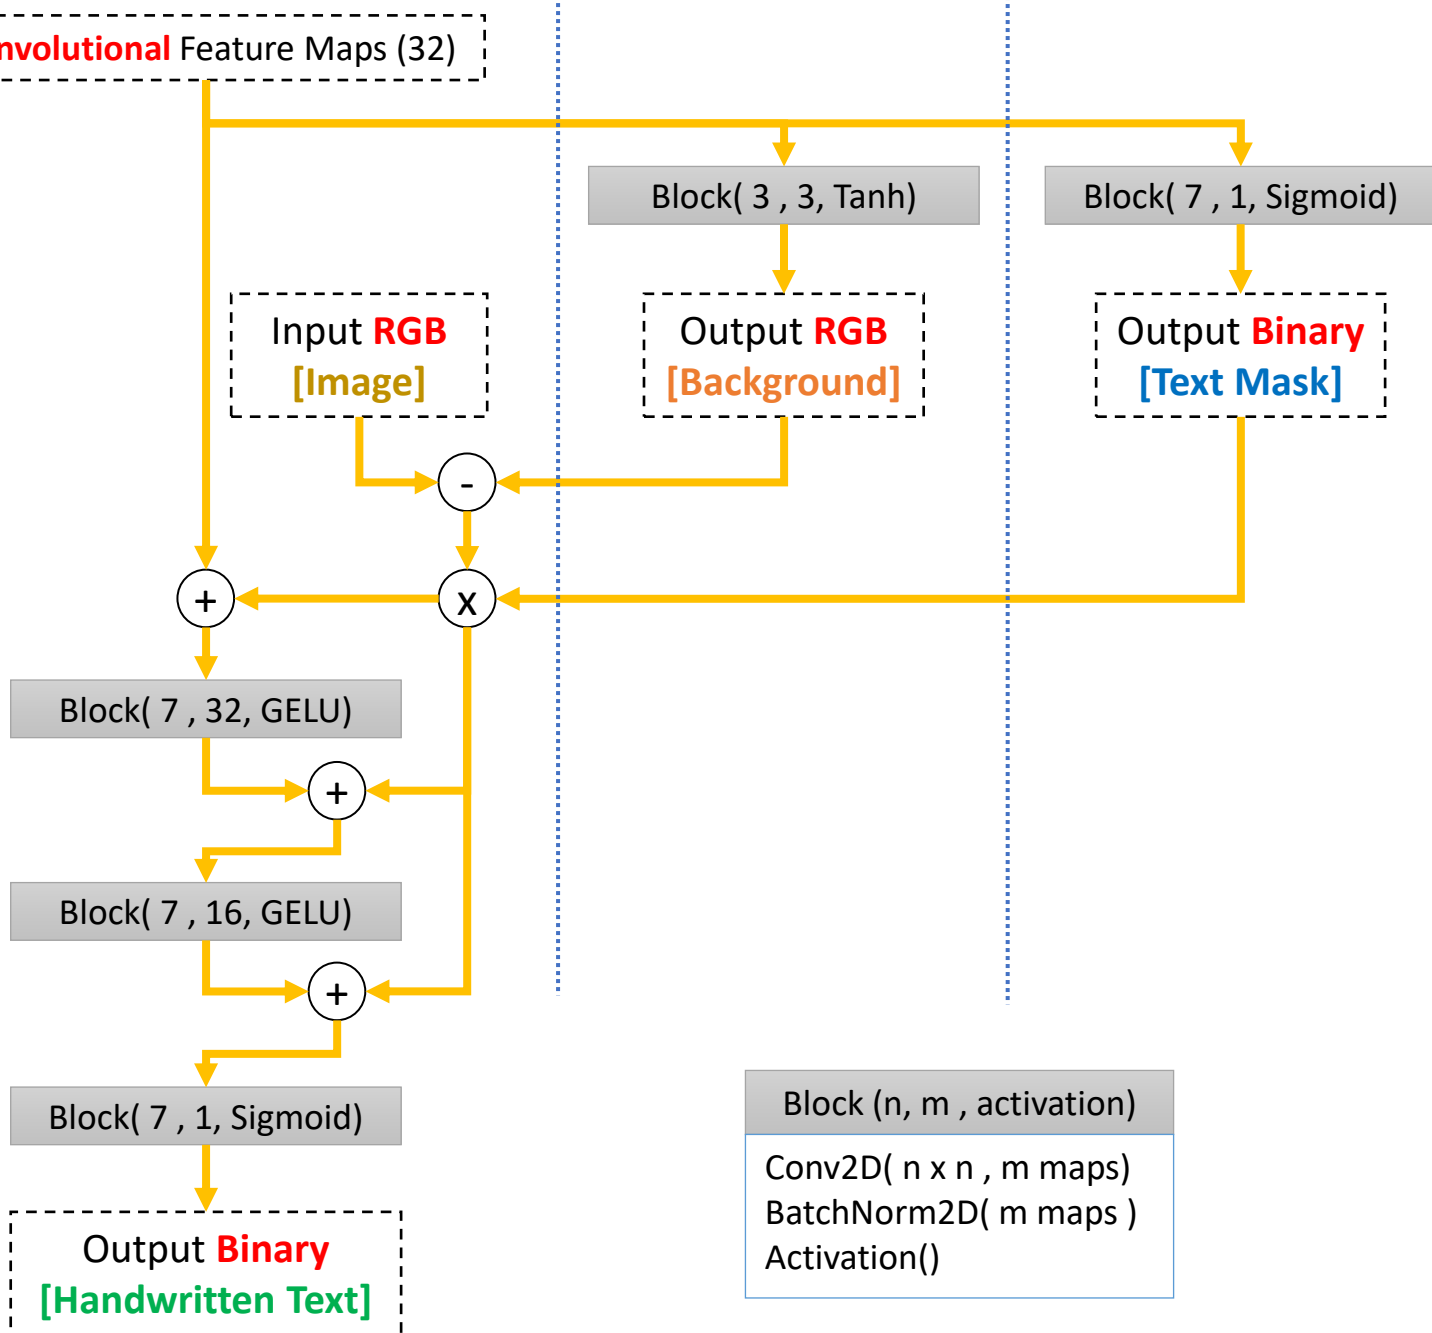 Feature Maps (32)
Block( 3 , 3, Tanh)
Block( 7 , 1, Sigmoid)
Input RGB
[Image]
Output RGB
[Background]
Output Binary
[Text Mask]
-
+
x
Block( 7 , 32, GELU)
+
Block( 7 , 16, GELU)
+
Block( 7 , 1, Sigmoid)
Output Binary
[Handwritten Text]
Block (n, m , activation)
Conv2D( n x n , m maps)
BatchNorm2D( m maps )
Activation()